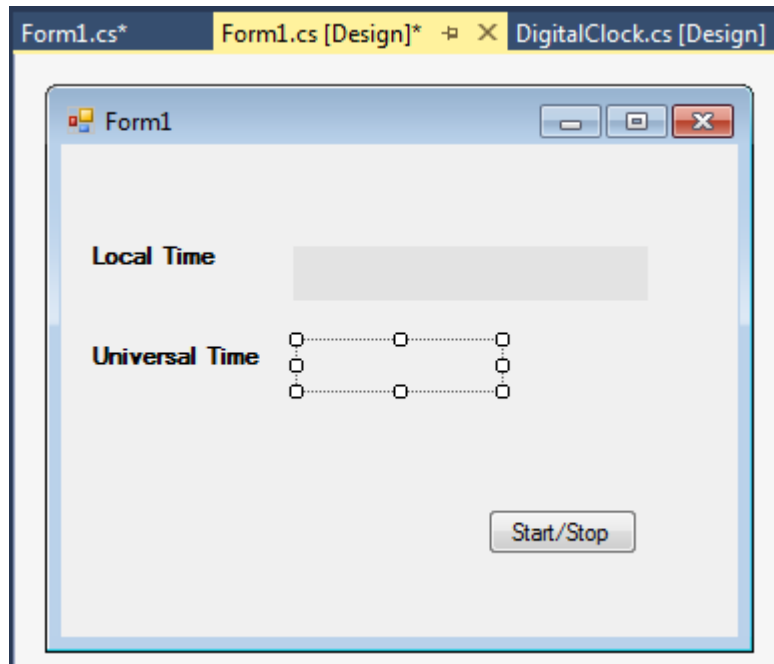 Form1.cs* Form1.cs [Design]* DigitalClock.cs [Design]
Form1
Local Time
Universal Time
Start/Stop